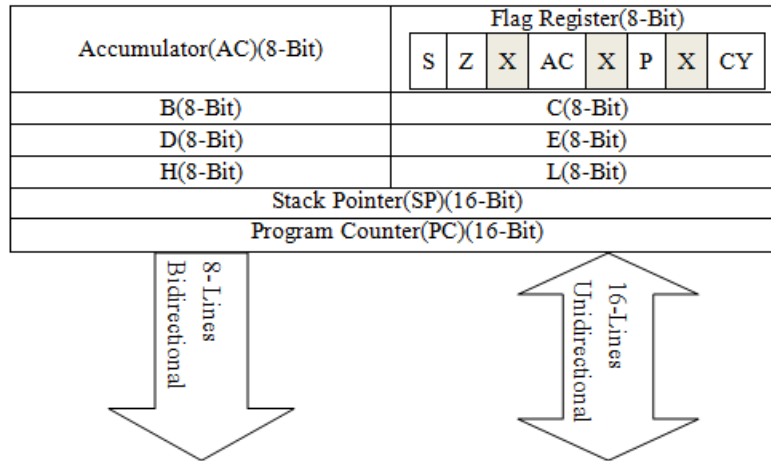 Accumulator(AC)(8-Bit)
Flag Register(8-Bit)
S Z X AC X P X CY
B(8-Bit)
C(8-Bit)
D(8-Bit)
E(8-Bit)
H(8-Bit)
L(8-Bit)
Stack Pointer(SP)(16-Bit)
Program Counter(PC)(16-Bit)
8-Lines
Bidirectional
16-Lines
Unidirectional